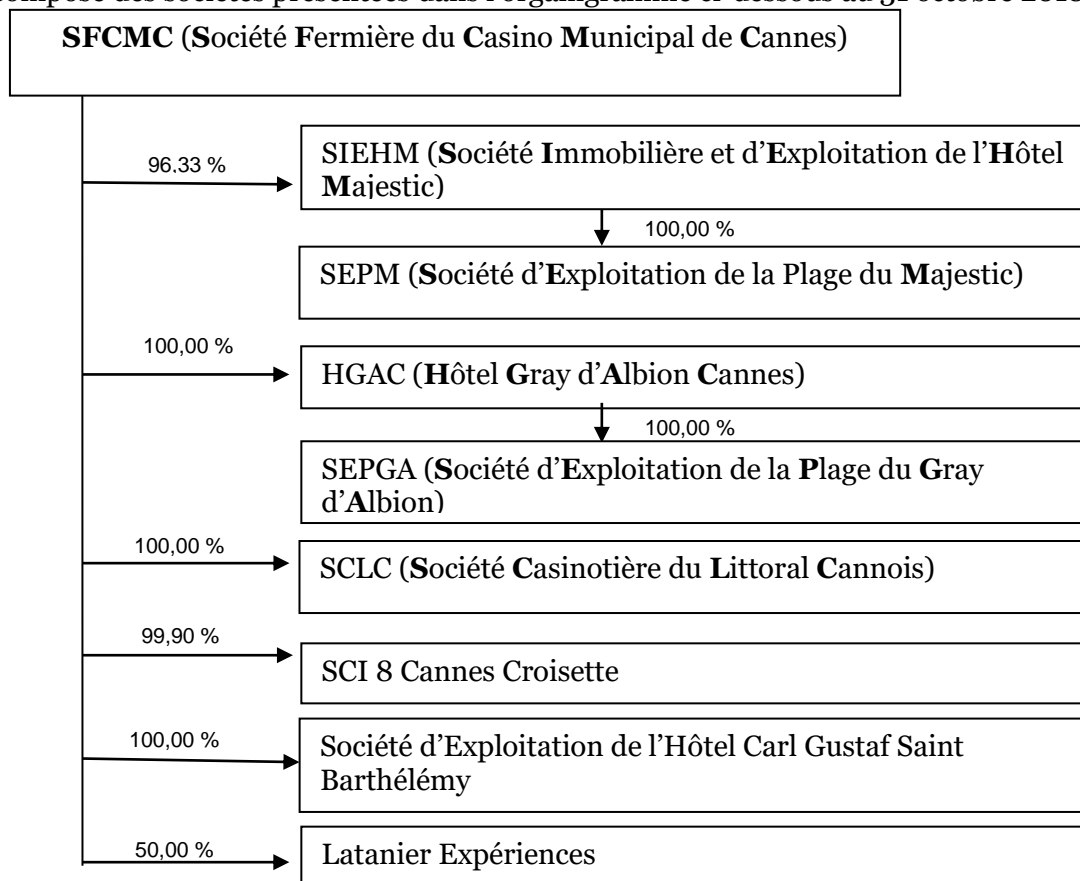 SFCMC (Société Fermière du Casino Municipal de Cannes)
96.33 %
SIEHM (Société Immobilière et d'Exploitation de l'Hôtel
Majestic)
100,00 %
SEPM (Société d'Exploitation de la Plage du Majestic)
100,00 %
HGAC (Hôtel Gray d'Albion Cannes)
100,00 %
SEPGA (Société d'Exploitation de la Plage du Gray
d'Albion)
100,00 %
SCLC (Société Casinotière du Littoral Cannois)
99,90 %
SCI 8 Cannes Croisette
100,00 %
Société d'Exploitation de l'Hôtel Carl Gustaf Saint
Barthélémy
50,00 %
Latanier Expériences